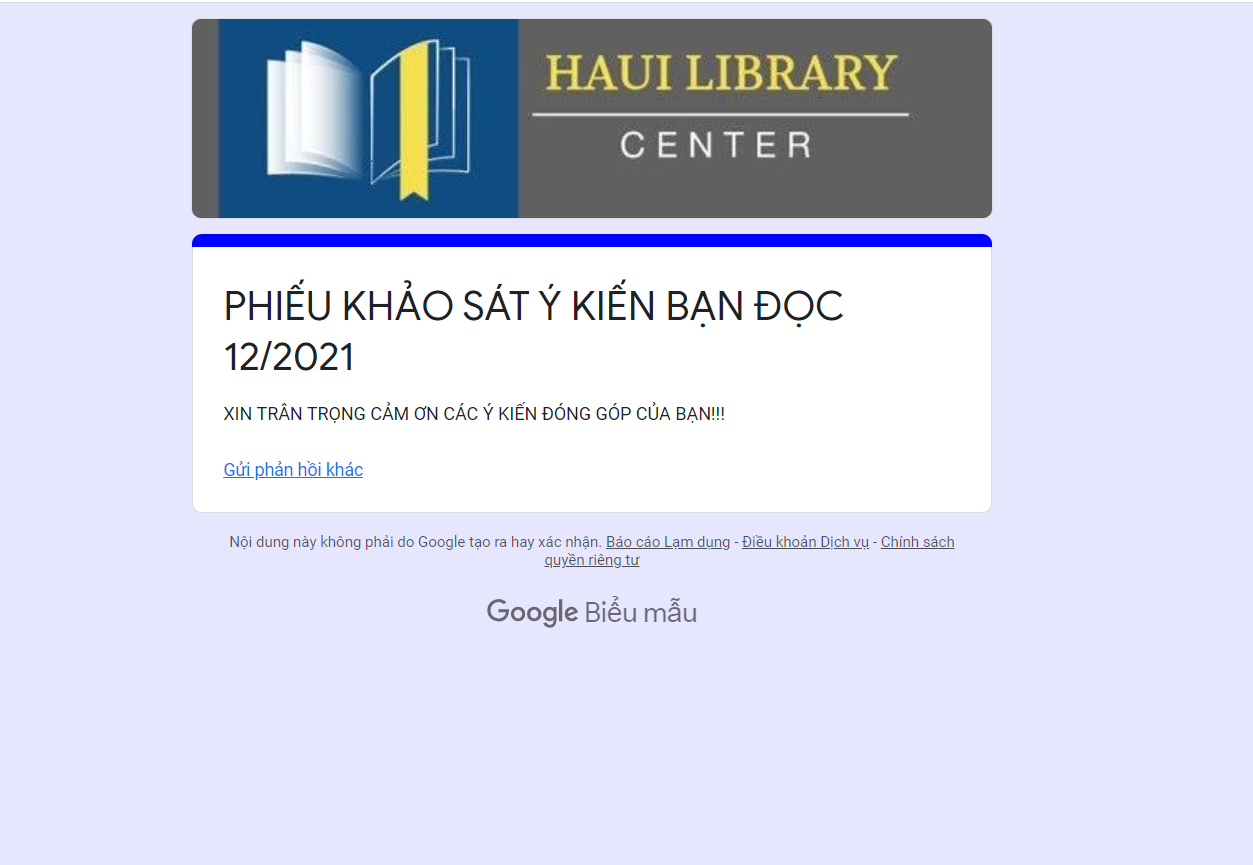 HAUI LIBRARY
CENTER
PHIẾU KHẢO SÁT Ý KIẾN BẠN ĐỌC
12/2021
XIN TRÂN TRỌNG CẢM ƠN CÁC Ý KIẾN ĐÓNG GÓP CỦA BẠN!!!
Gửi phản hồi khác
Nội dung này không phải do Google tạo ra hay xác nhận. Báo cáo Lạm dụng - Điều khoản Dịch vụ - Chính sách
quyền riêng tư
Google Biểu mẫu